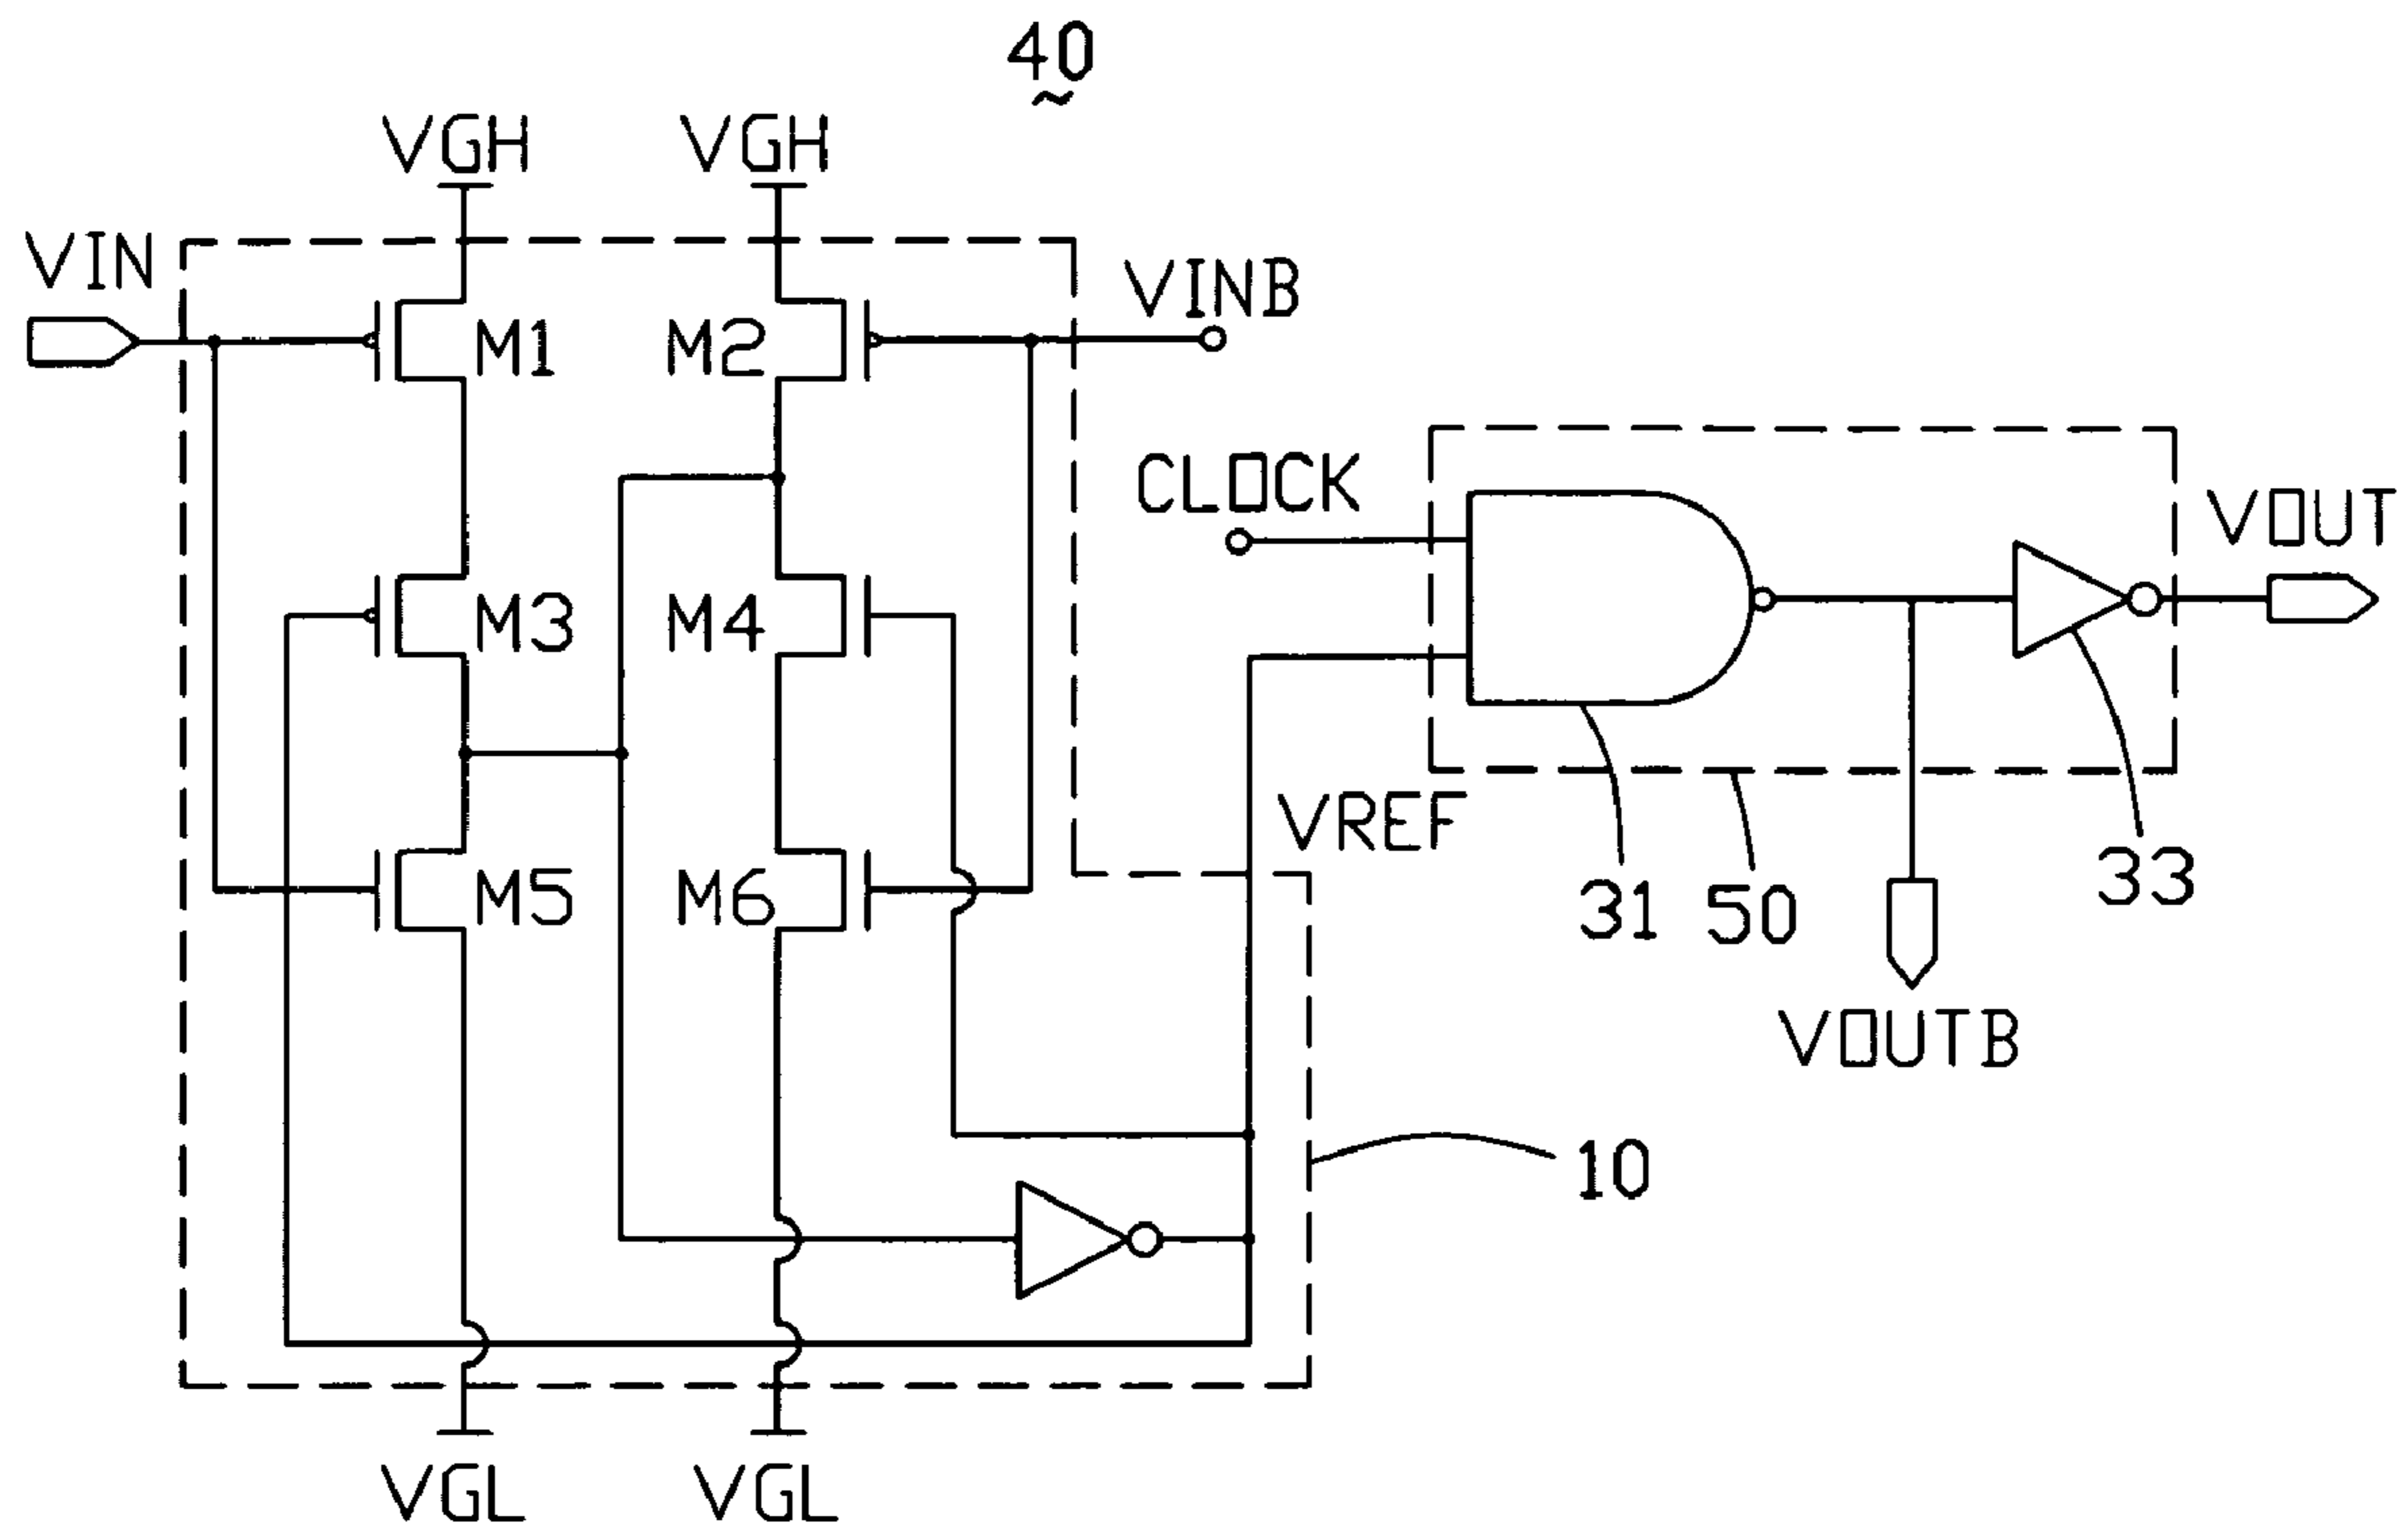 40
VGH
VGH
VIN
VINB
M1
M2
CLOCK
VOUT
M3
M4
VREF
M5
M6
31
50
33
VOUTB
10
VGL
VGL